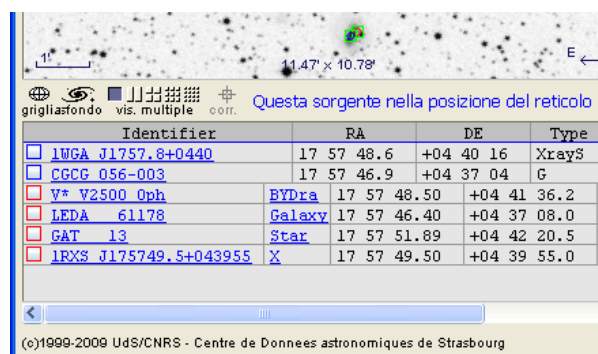 1'
11.47' × 10.78'
E
grigliasfondo vis. multiple corr. Questa sorgente nella posizione del reticolo
Identifier RA DE Type
1WGA J1757.8+0440 17 57 48.6 +04 40 16 XrayS
CGCG 056-003 17 57 46.9 +04 37 04 G
V* V2500 Oph BYDra 17 57 48.50 +04 41 36.2
LEDA 61178 Galaxy 17 57 46.40 +04 37 08.0
GAT 13 Star 17 57 51.89 +04 42 20.5
1RXS J175749.5+043955 X 17 57 49.50 +04 39 55.0
(c)1999-2009 UdS/CNRS - Centre de Donnees astronomiques de Strasbourg